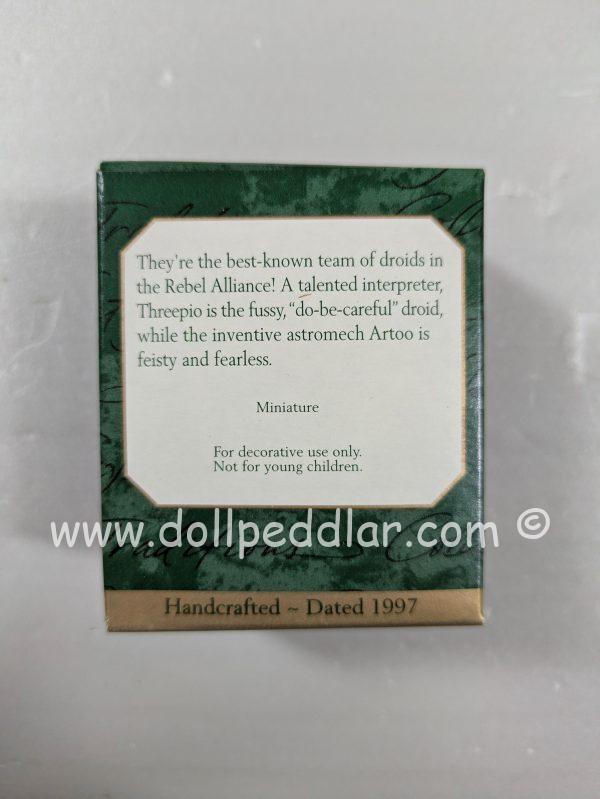 They're the best-known team of droids in
the Rebel Alliance! A talented interpreter,
Threepio is the fussy, "do-be-careful" droid,
while the inventive astromech Artoo is
feisty and fearless.
Miniature
For decorative use only.
Not for young children.
www.dollpeddlar.com ©
Traditions
Handcrafted ~ Dated 1997